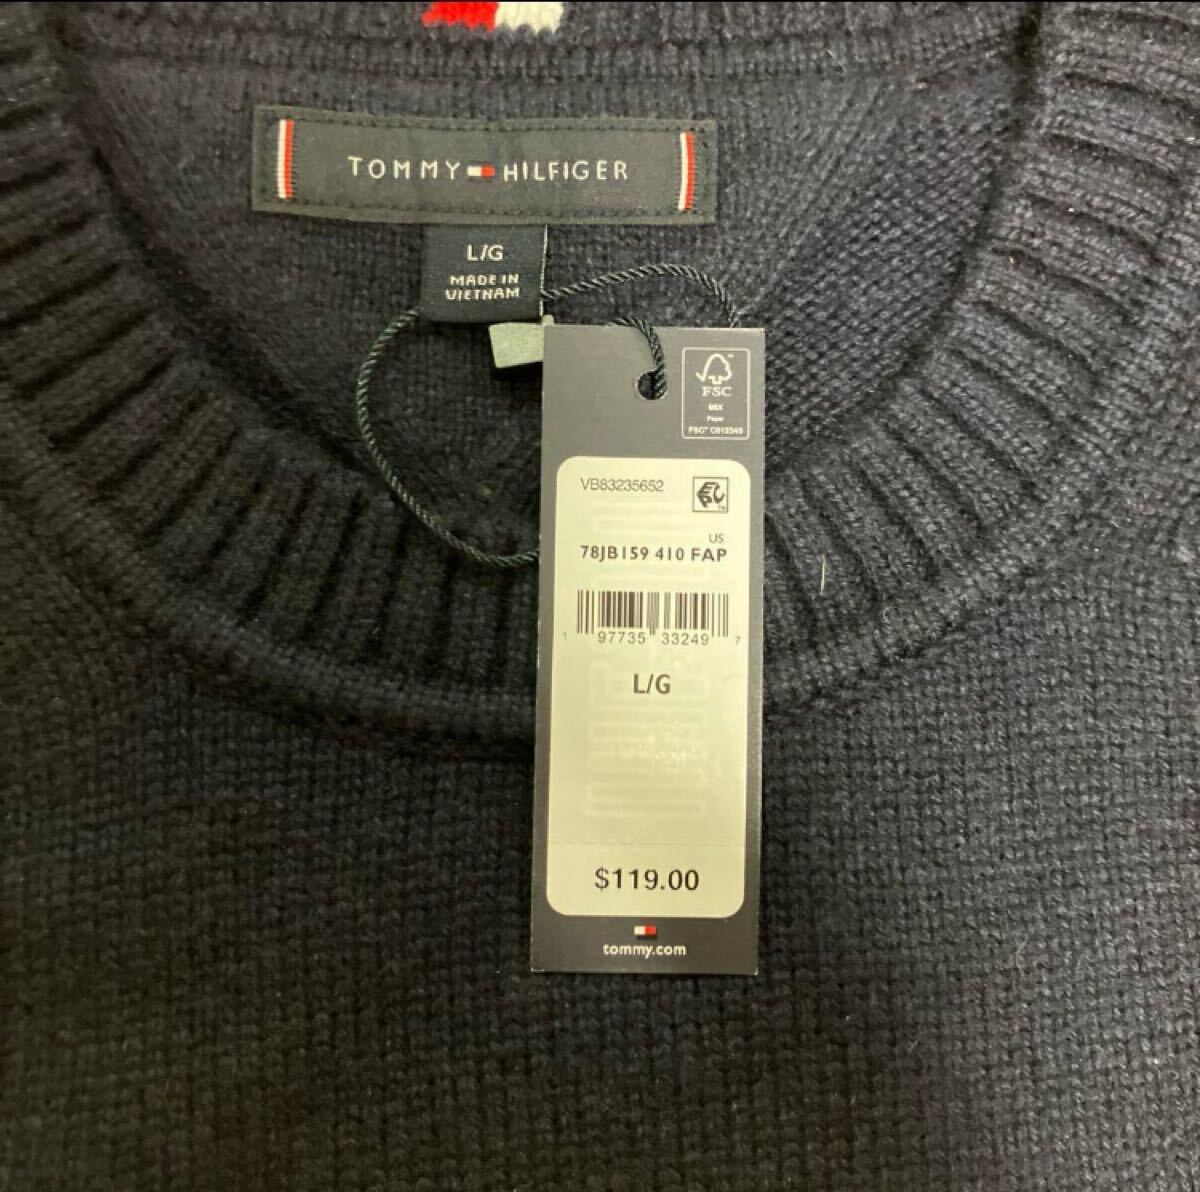 TOMMY HILFIGER
L/G
MADE IN
VIETNAM
FSC
MIX
Paper
VB83235652
US
78JB159 410 FAP
1 97735 33249 7
L/G
$119.00
tommy.com